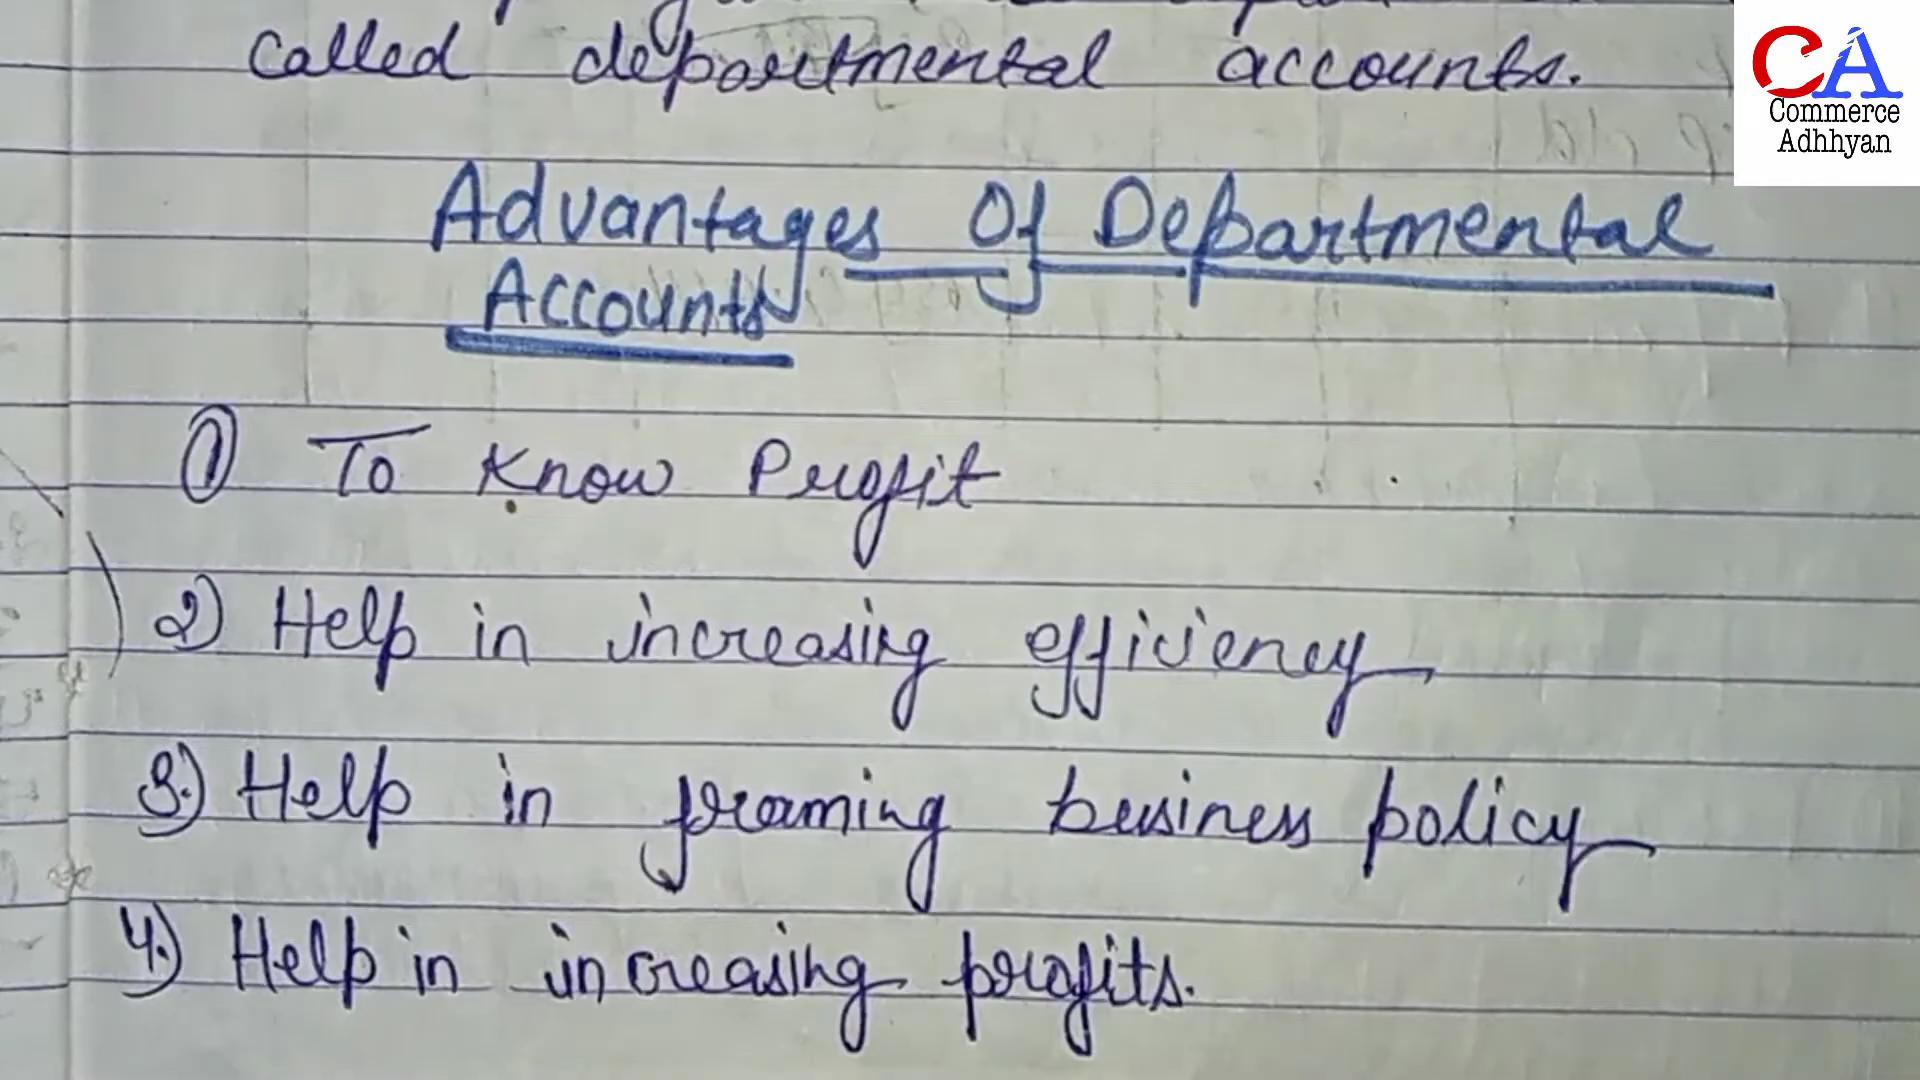 called departmental accounts.
CA
Commerce
Adhhyan
Advantages Of Departmental
Accounts
1 To Know Profit
2) Help in increasing efficiency
3.) Help in framing business policy
4.) Help in increasing profits.